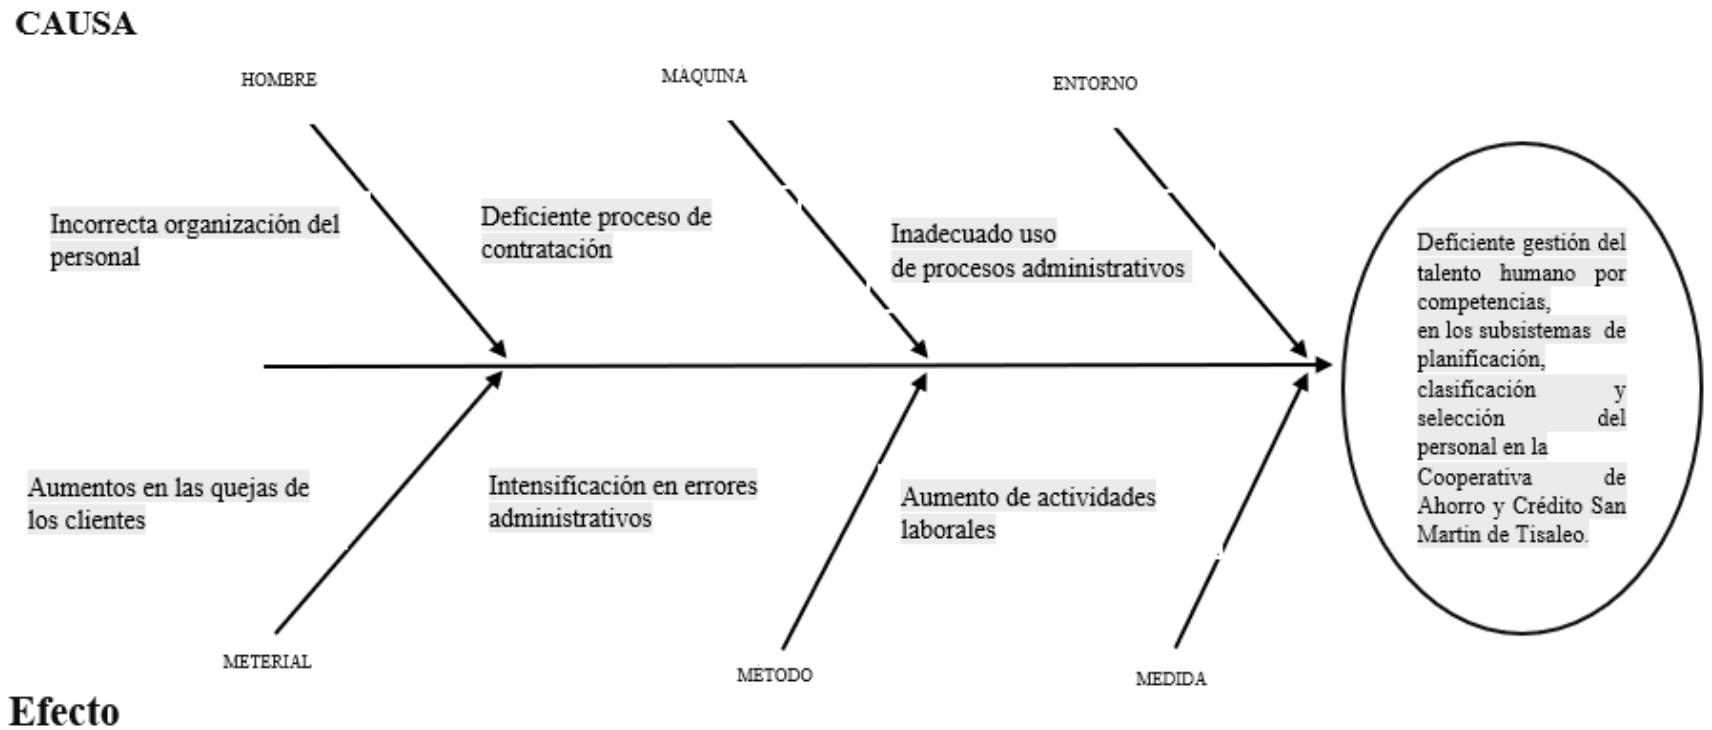 CAUSA
HOMBRE
MÁQUINA
ENTORNO
Incorrecta organización del
personal
Deficiente proceso de
contratación
Inadecuado uso
de procesos administrativos
Deficiente gestión del
talento humano por
competencias,
en los subsistemas de
planificación,
clasificación y
selección del
personal en la
Cooperativa de
Ahorro y Crédito San
Martin de Tisaleo.
Aumentos en las quejas de
los clientes
Intensificación en errores
administrativos
Aumento de actividades
laborales
METERIAL
MÉTODO
MEDIDA
Efecto